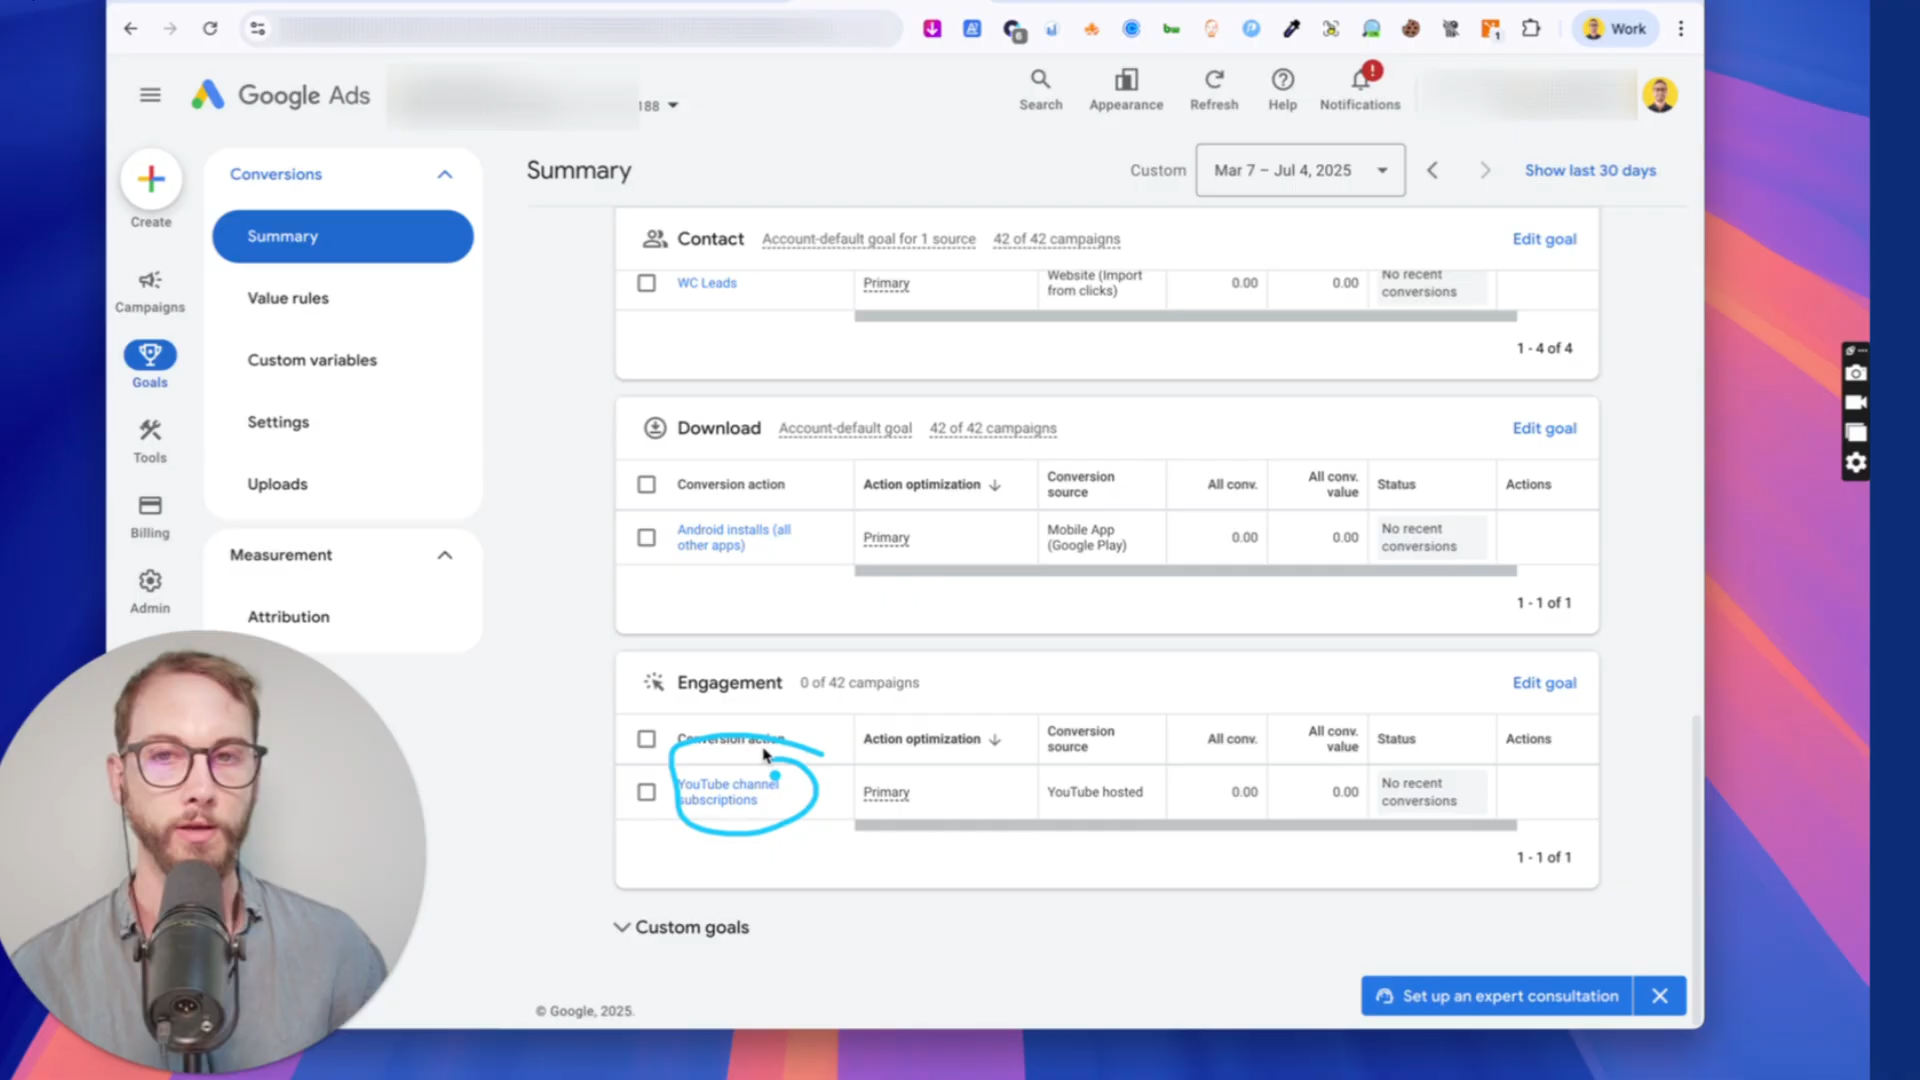 Work
Google Ads
188
Search
Appearance
Refresh
Help
Notifications
Create
Campaigns
Goals
Tools
Billing
Admin
Conversions
Summary
Value rules
Custom variables
Settings
Uploads
Measurement
Attribution
Summary
Custom
Mar 7 – Jul 4, 2025
Show last 30 days
Contact
Account-default goal for 1 source
42 of 42 campaigns
Edit goal
WC Leads
Primary
Website (Import
from clicks)
0.00
0.00
No recent
conversions
1 - 4 of 4
Download
Account-default goal
42 of 42 campaigns
Edit goal
Conversion action
Action optimization
Conversion
source
All conv.
All conv.
value
Status
Actions
Android installs (all
other apps)
Primary
Mobile App
(Google Play)
0.00
0.00
No recent
conversions
1 - 1 of 1
Engagement
0 of 42 campaigns
Edit goal
Conversion action
Action optimization
Conversion
source
All conv.
All conv.
value
Status
Actions
YouTube channel
subscriptions
Primary
YouTube hosted
0.00
0.00
No recent
conversions
1 - 1 of 1
Custom goals
Set up an expert consultation
© Google, 2025.